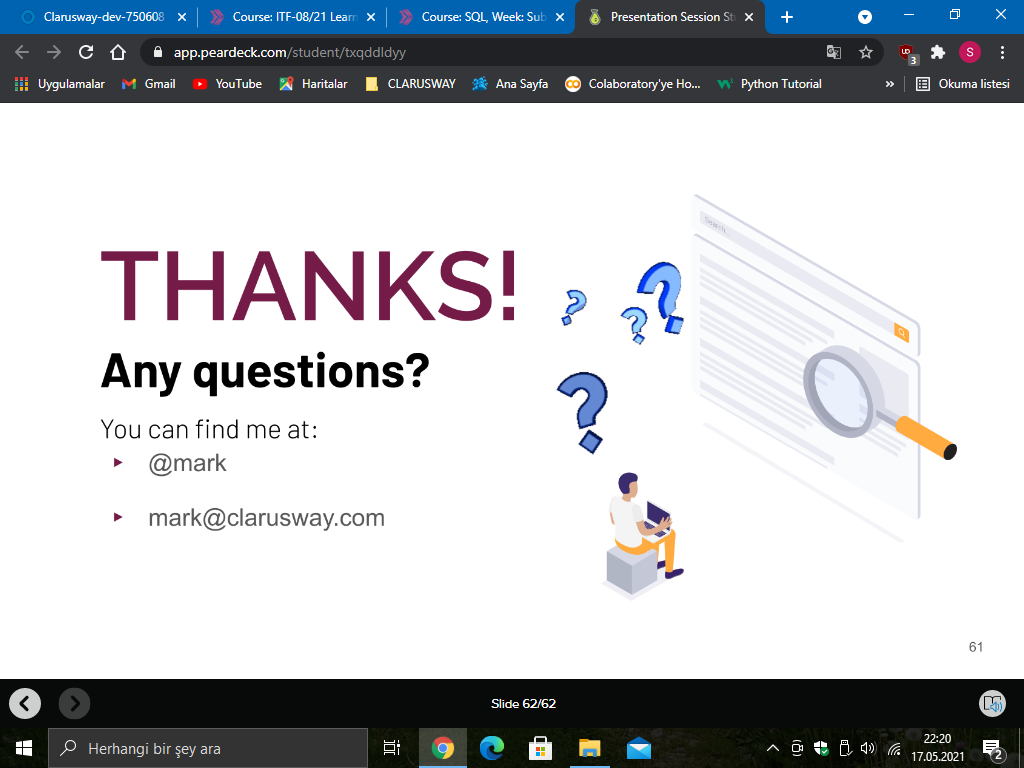 Clarusway-dev-750608
Course: ITF-08/21 Learn
Course: SQL, Week: Sub
Presentation Session St
app.peardeck.com/student/txqddldyy
UD
3
S
Uygulamalar
Gmail
YouTube
Haritalar
CLARUSWAY
Ana Sayfa
Colaboratory'ye Ho...
Python Tutorial
»
Okuma listesi
THANKS!
Any questions?
You can find me at:
@mark
mark@clarusway.com
Search...
61
Slide 62/62
Herhangi bir şey ara
22:20
17.05.2021
2